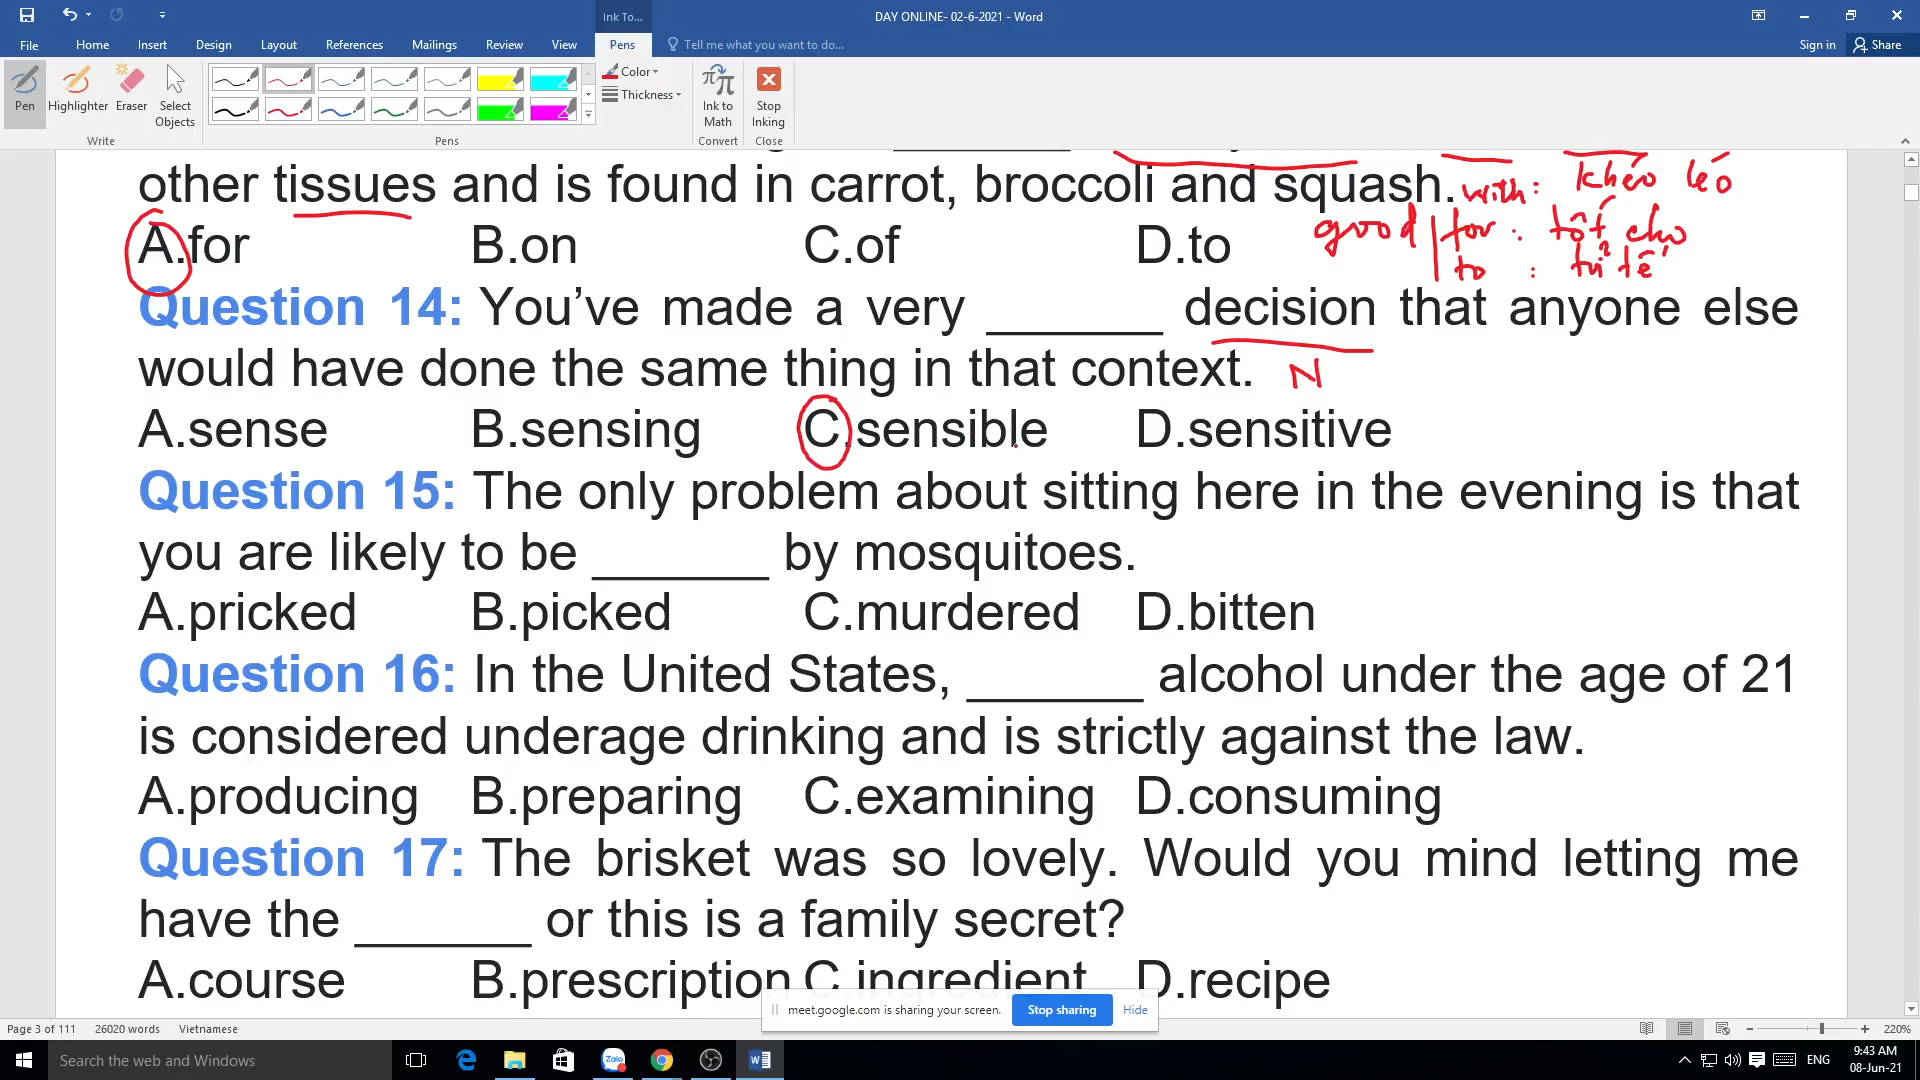 Ink To...
DAY ONLINE- 02-6-2021 - Word
File Home Insert Design Layout References Mailings Review View Pens Tell me what you want to do... Sign in Share
Pen Highlighter Eraser Select Objects
Color
Thickness
Ink to Math
Stop Inking
Write Pens Convert Close
other tissues and is found in carrot, broccoli and squash. with: khéo léo
A.for B.on C.of D.to good for: tốt cho
to : tử tế
Question 14: You’ve made a very _______ decision that anyone else
would have done the same thing in that context. N
A.sense B.sensing C.sensible D.sensitive
Question 15: The only problem about sitting here in the evening is that
you are likely to be _______ by mosquitoes.
A.pricked B.picked C.murdered D.bitten
Question 16: In the United States, _______ alcohol under the age of 21
is considered underage drinking and is strictly against the law.
A.producing B.preparing C.examining D.consuming
Question 17: The brisket was so lovely. Would you mind letting me
have the _______ or this is a family secret?
A.course B.prescription C.ingredient D.recipe
meet.google.com is sharing your screen. Stop sharing Hide
Page 3 of 111 26020 words Vietnamese 220%
Search the web and Windows Zalo ENG 9:43 AM
08-Jun-21